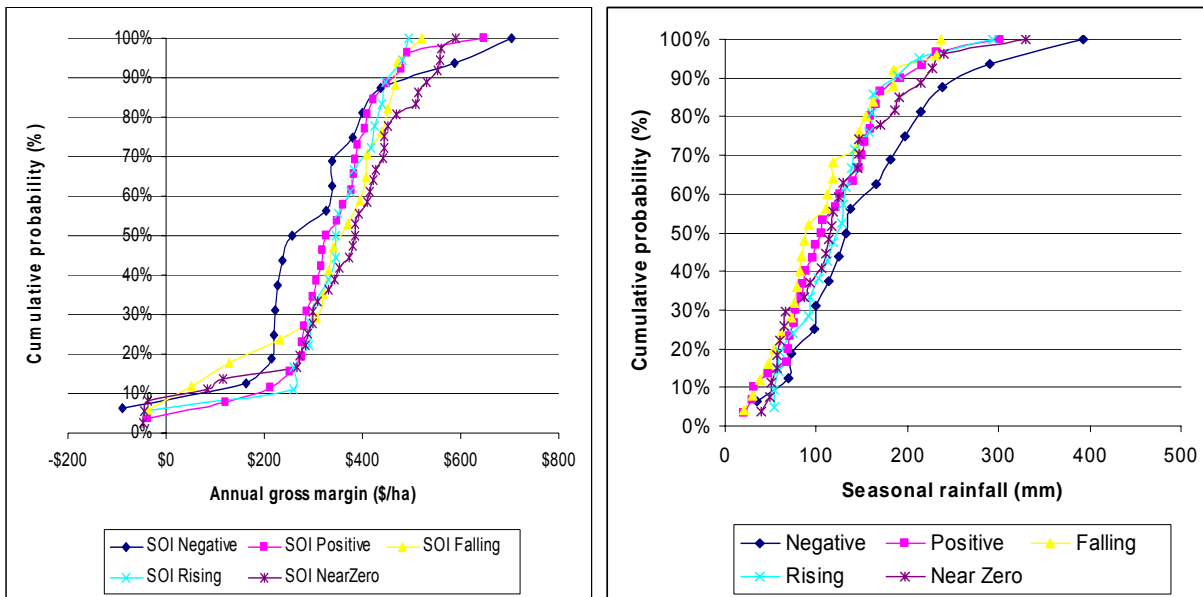 100%
90%
80%
70%
60%
50%
40%
30%
20%
10%
0%
Cumulative probability (%)
-$200 $0 $200 $400 $600 $800
Annual gross margin ($/ha)
SOI Negative SOI Positive SOI Falling
SOI Rising SOI NearZero
100%
90%
80%
70%
60%
50%
40%
30%
20%
10%
0%
Cumulative probability (%)
0 100 200 300 400 500
Seasonal rainfall (mm)
Negative Positive Falling
Rising Near Zero